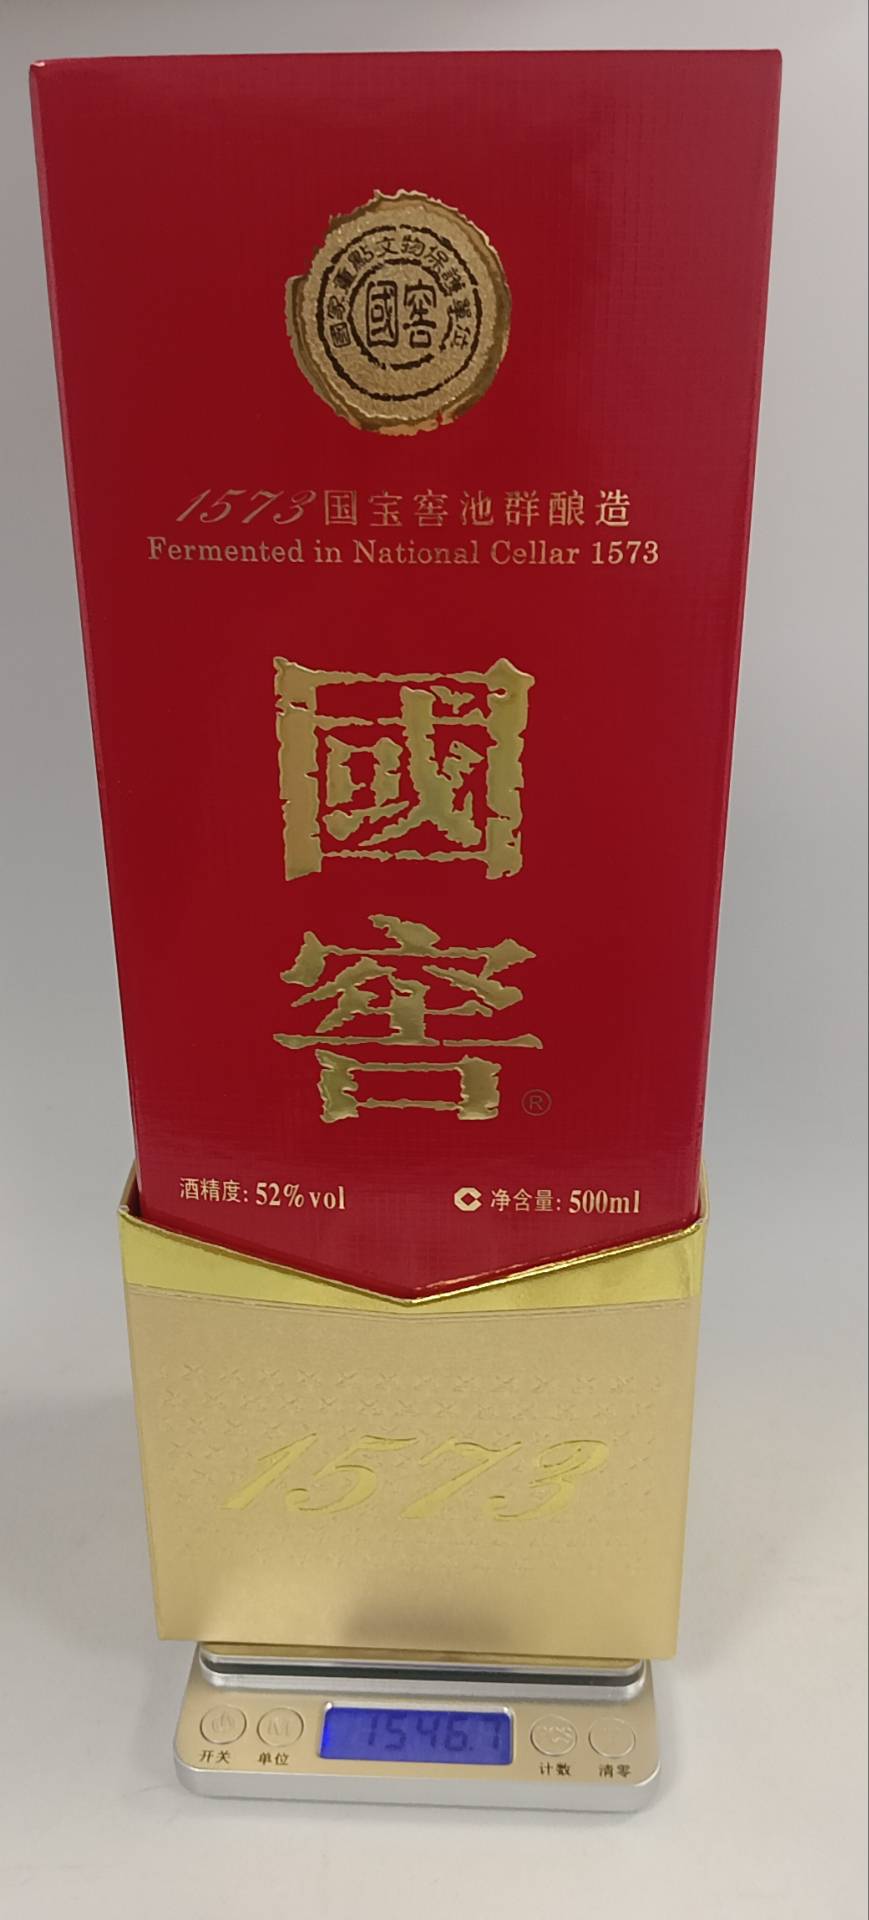 國家重點文物保護單位
國窖
1573国宝窖池群酿造
Fermented in National Cellar 1573
國
窖
®
酒精度: 52%vol
净含量: 500ml
1573
1546.7
开关
单位
计数
清零